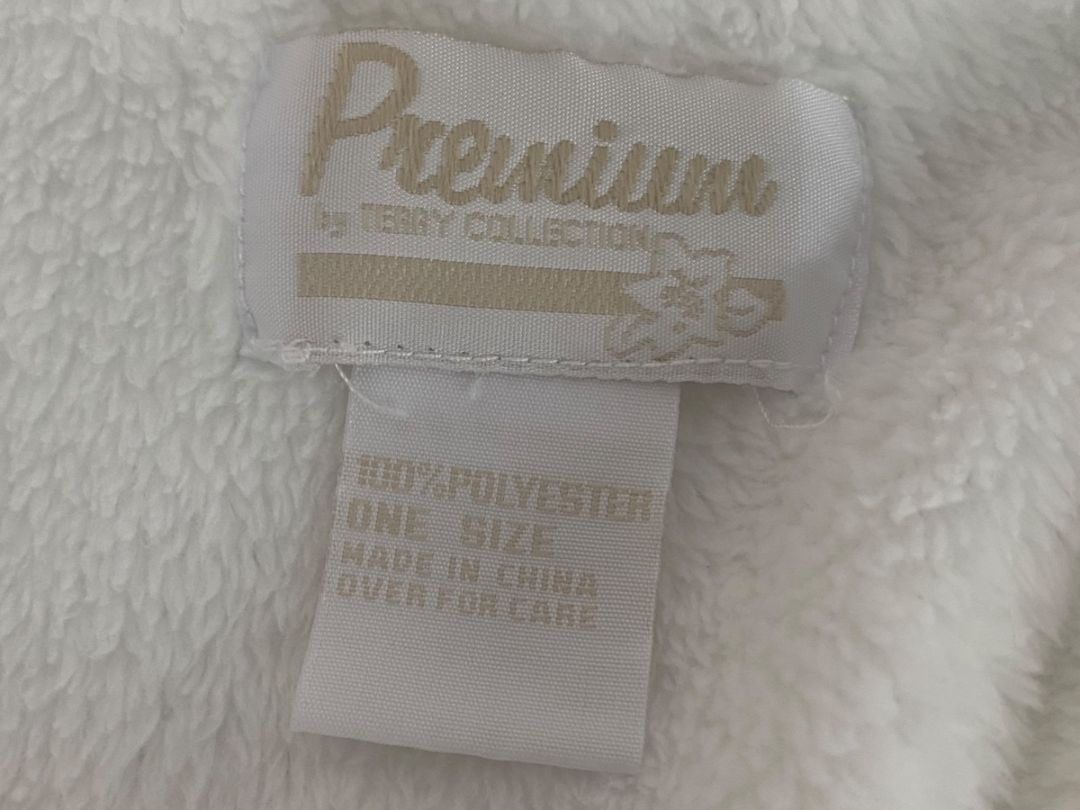 Premium
by TERRY COLLECTION
100%POLYESTER
ONE SIZE
MADE IN CHINA
OVER FOR CARE